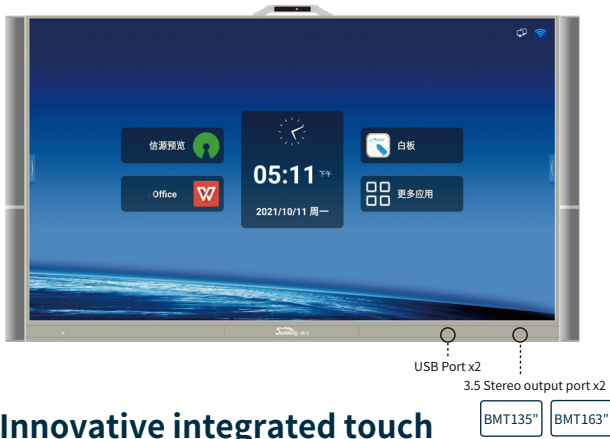 信源预览
Office
05:11 下午
2021/10/11 周一
白板
更多应用
USB Port x2
3.5 Stereo output port x2
BMT135” BMT163”
Innovative integrated touch